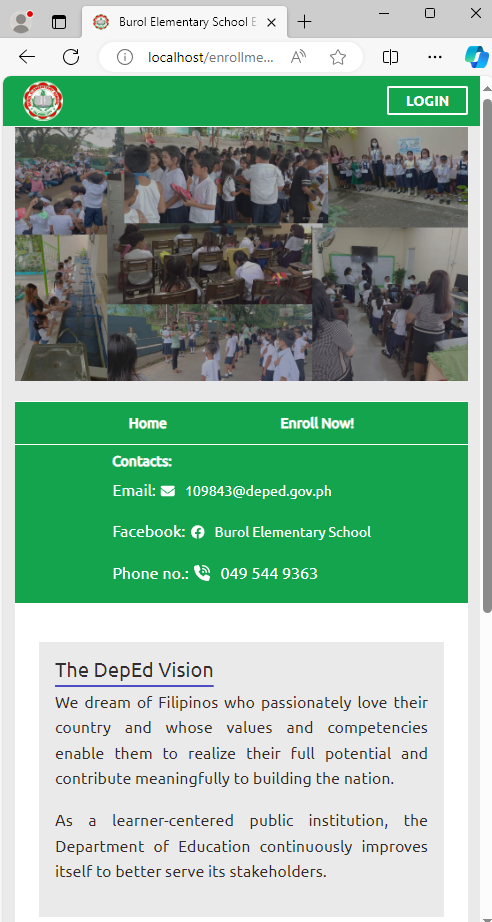 Burol Elementary School E
localhost/enrollme...
LOGIN
Home
Enroll Now!
Contacts:
Email: 109843@deped.gov.ph
Facebook: Burol Elementary School
Phone no.: 049 544 9363
The DepEd Vision
We dream of Filipinos who passionately love their
country and whose values and competencies
enable them to realize their full potential and
contribute meaningfully to building the nation.
As a learner-centered public institution, the
Department of Education continuously improves
itself to better serve its stakeholders.